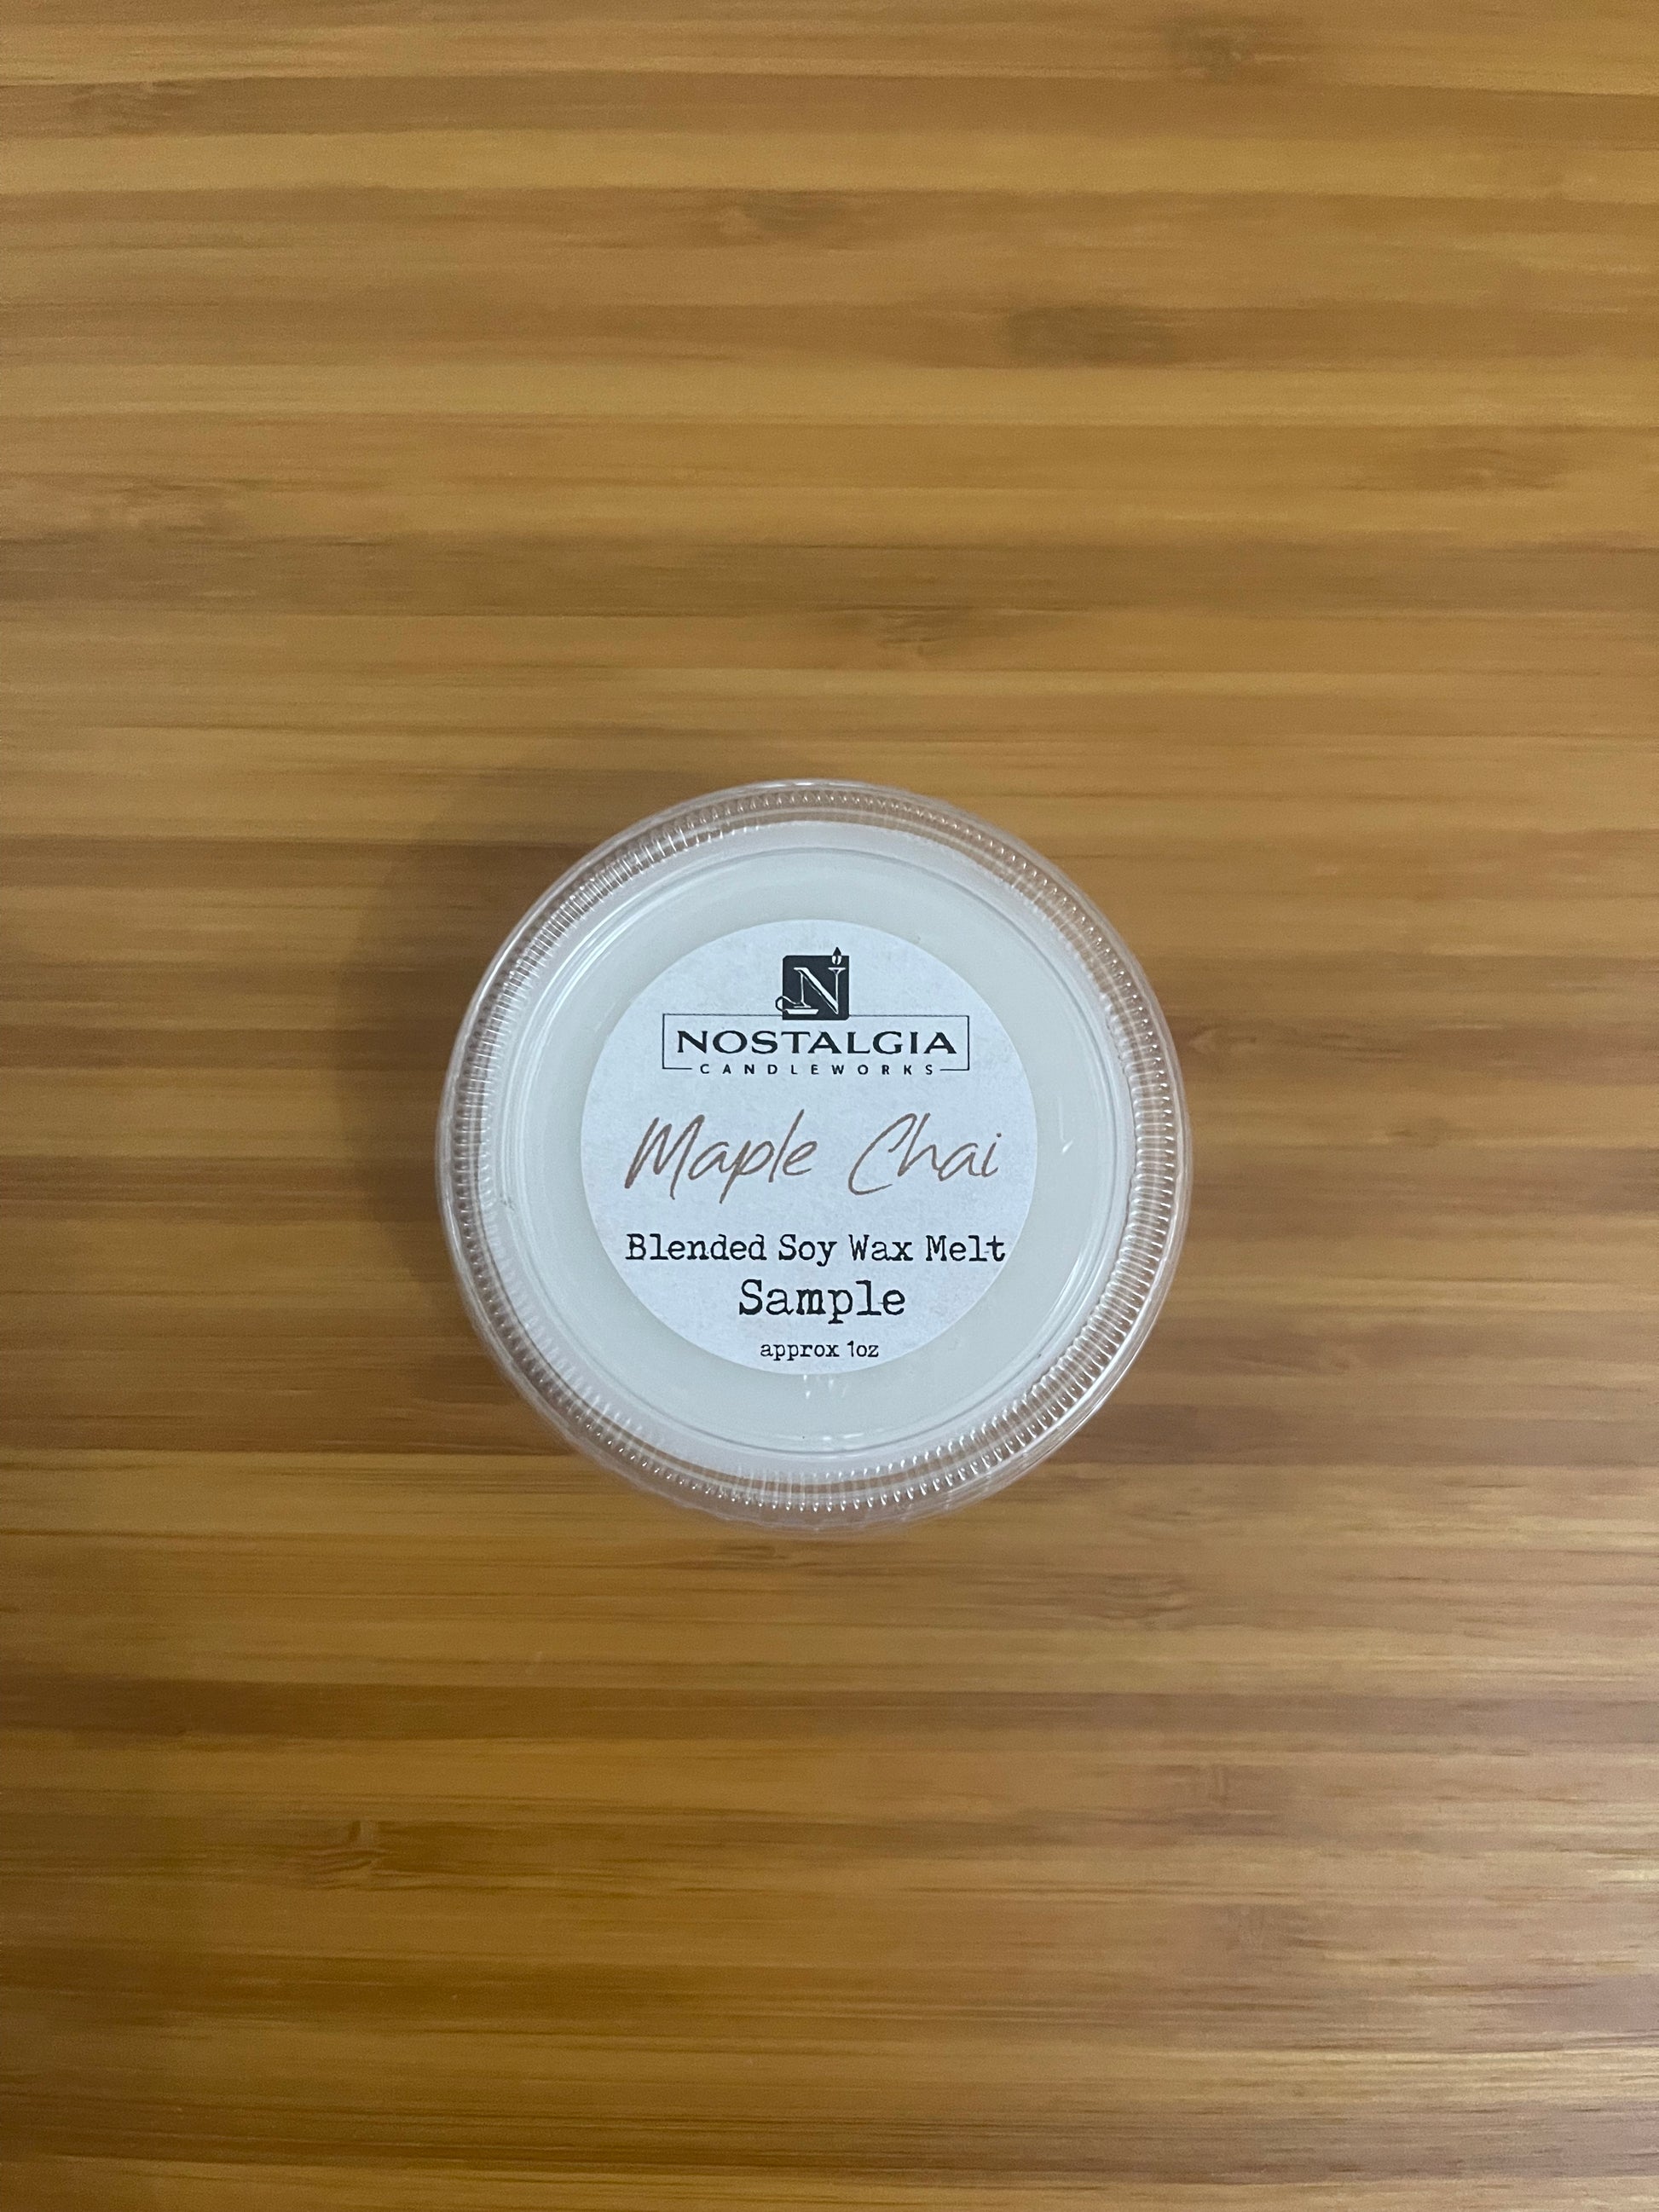 N
NOSTALGIA
CANDLEWORKS
Maple Chai
Blended Soy Wax Melt
Sample
approx 1oz